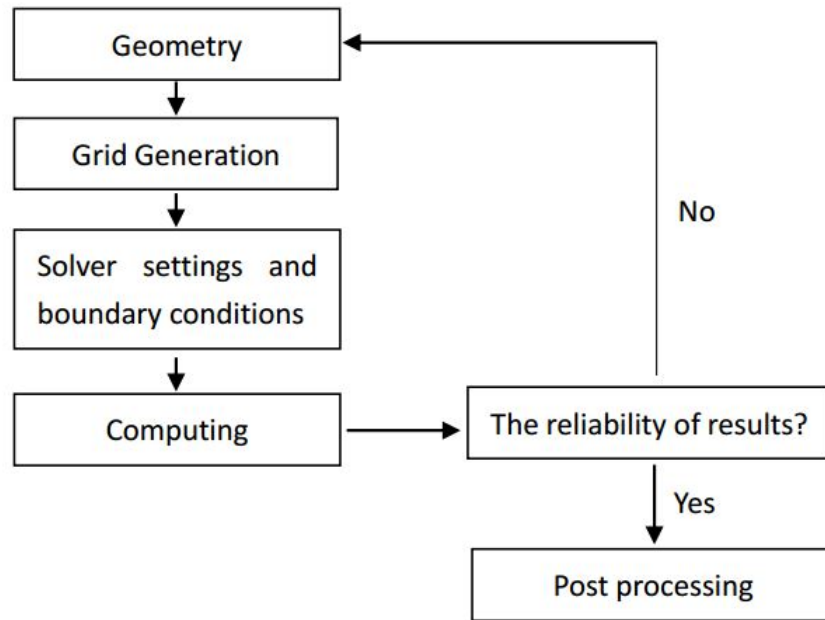 Geometry
Grid Generation
Solver settings and
boundary conditions
Computing
The reliability of results?
No
Yes
Post processing